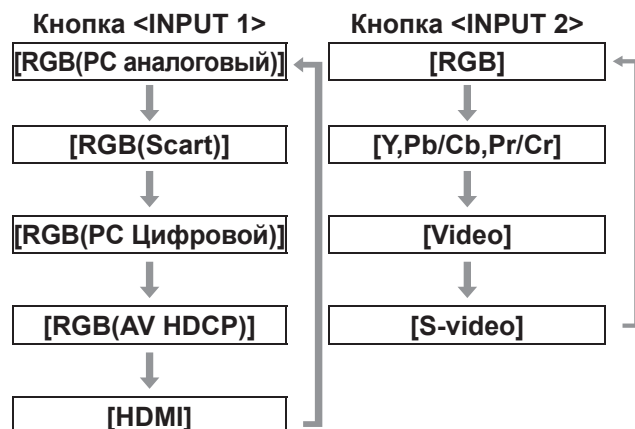 Кнопка <INPUT 1>
[RGB(PC аналоговый)]
[RGB(Scart)]
[RGB(PC Цифровой)]
[RGB(AV HDCP)]
[HDMI]
Кнопка <INPUT 2>
[RGB]
[Y,Pb/Cb,Pr/Cr]
[Video]
[S-video]